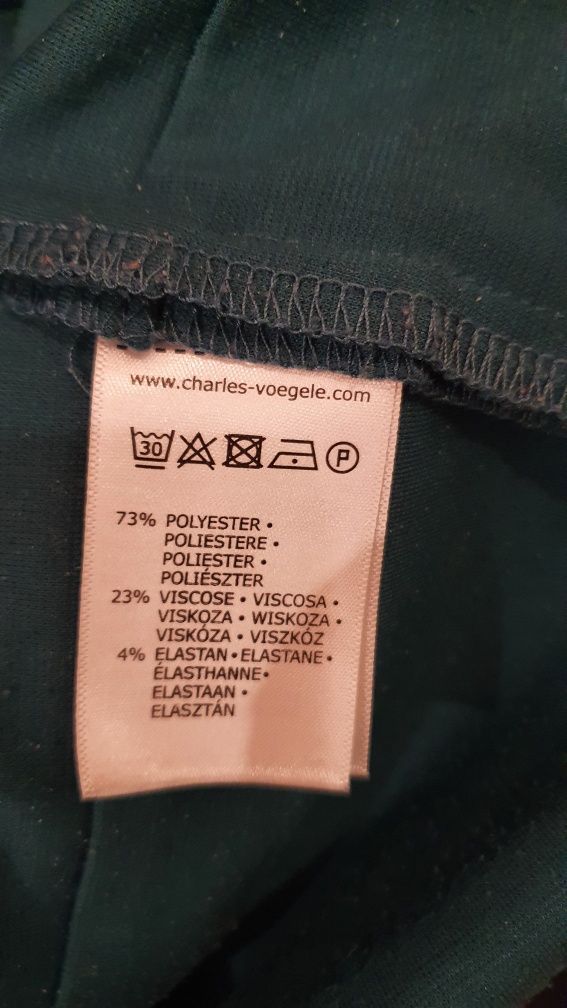 www.charles-voegele.com
30 P
73% POLYESTER •
POLIESTERE •
POLIESTER •
POLIÉSZTER
23% VISCOSE • VISCOSA •
VISKOZA • WISKOZA •
VISKÓZA • VISZKÓZ
4% ELASTAN • ELASTANE •
ÉLASTHANNE •
ELASTAAN •
ELASZTÁN